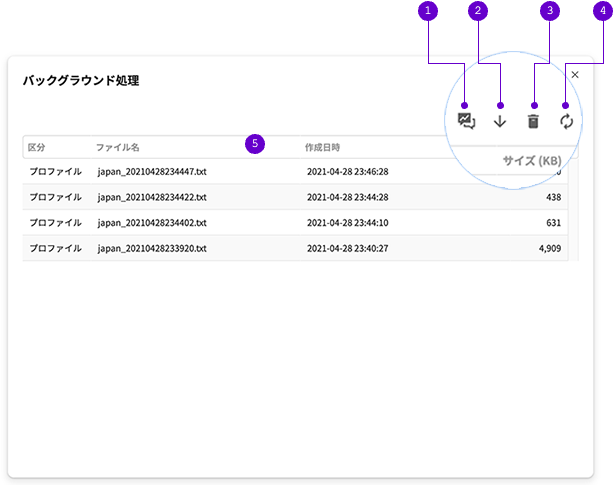 1 2 3 4
バックグラウンド処理
区分 ファイル名 5 作成日時 サイズ (KB)
プロファイル japan_20210428234447.txt 2021-04-28 23:46:28
プロファイル japan_20210428234422.txt 2021-04-28 23:44:28 438
プロファイル japan_20210428234402.txt 2021-04-28 23:44:10 631
プロファイル japan_20210428233920.txt 2021-04-28 23:40:27 4,909